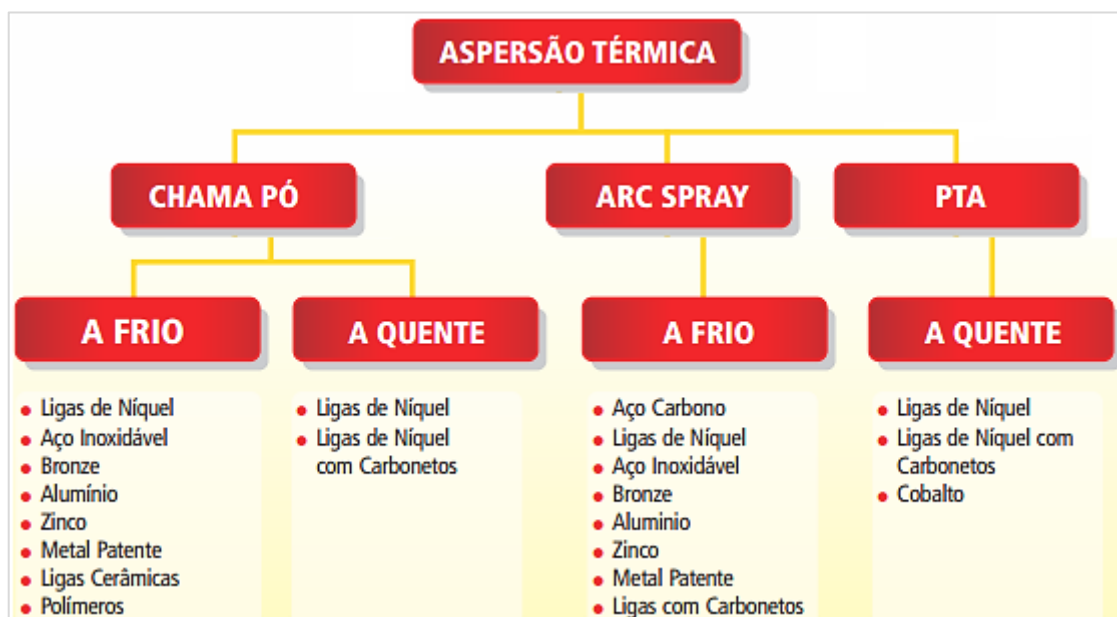 ASPERSÃO TÉRMICA
CHAMA PÓ
ARC SPRAY
PTA
A FRIO
A QUENTE
A FRIO
A QUENTE
• Ligas de Níquel
• Aço Inoxidável
• Bronze
• Alumínio
• Zinco
• Metal Patente
• Ligas Cerâmicas
• Polímeros
• Ligas de Níquel
• Ligas de Níquel
com Carbonetos
• Aço Carbono
• Ligas de Níquel
• Aço Inoxidável
• Bronze
• Aluminio
• Zinco
• Metal Patente
• Ligas com Carbonetos
• Ligas de Níquel
• Ligas de Níquel com
Carbonetos
• Cobalto